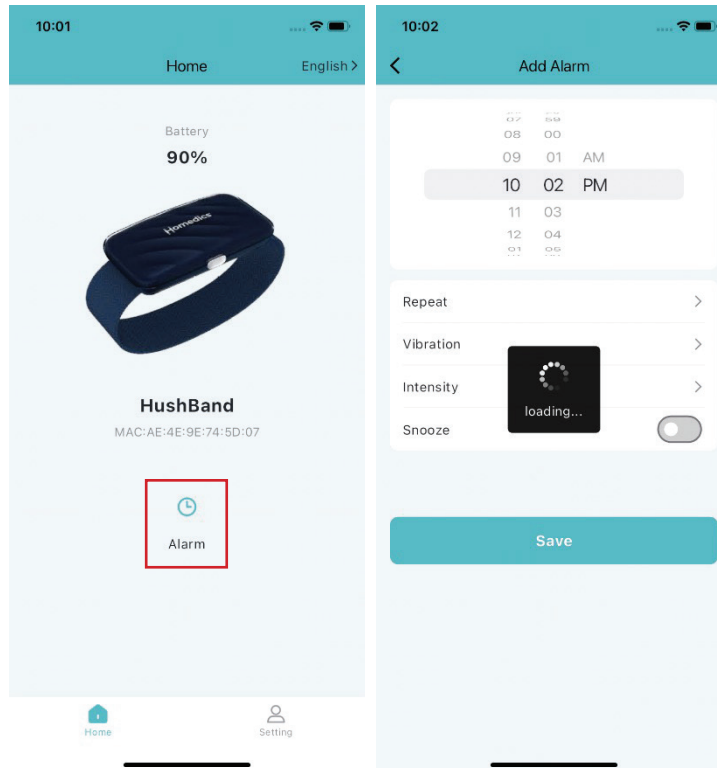 10:01
Home
English >
Battery
90%
Homedics
HushBand
MAC:AE:4E:9E:74:5D:07
Alarm
Home
Setting
10:02
Add Alarm
07 59
08 00
09 01 AM
10 02 PM
11 03
12 04
Repeat
Vibration
Intensity
loading...
Snooze
Save